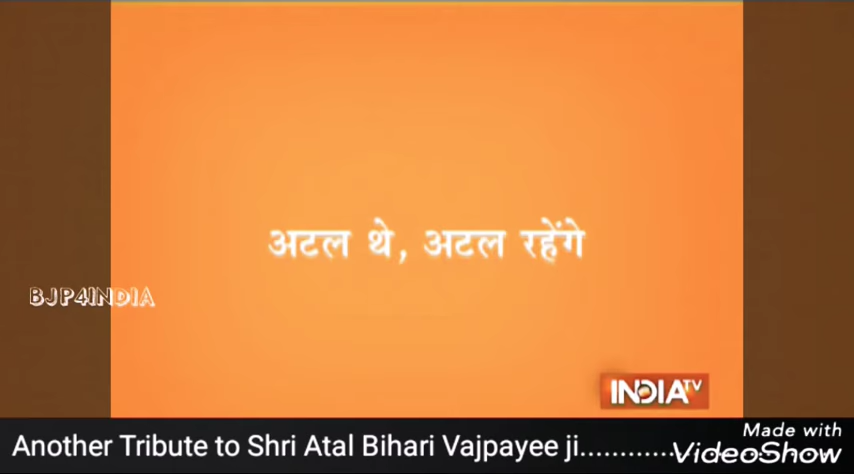 अटल थे, अटल रहेंगे
BJP4INDIA
INDIA TV
Made with
Another Tribute to Shri Atal Bihari Vajpayee ji............
VideoShow